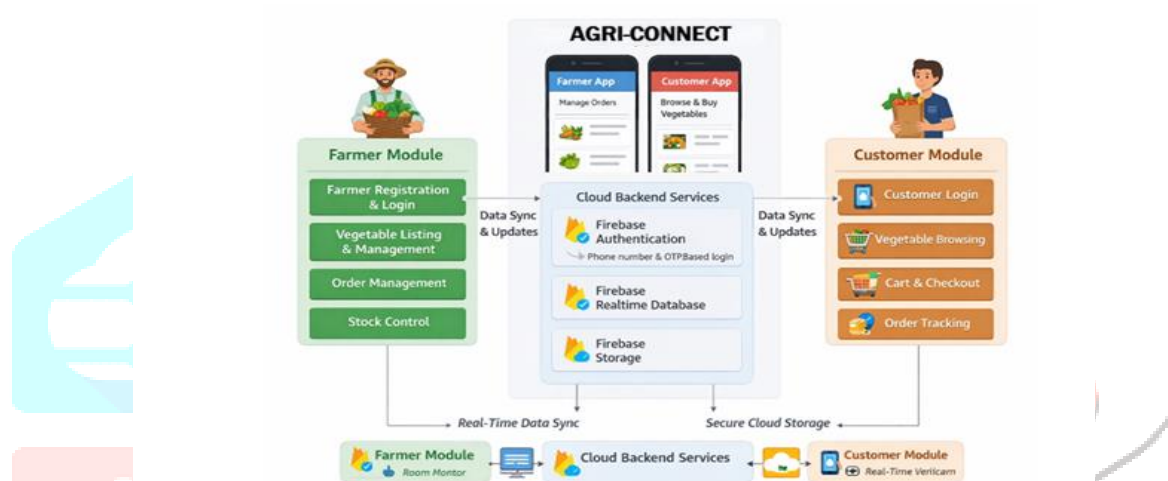 AGRI-CONNECT
Farmer App
Customer App
Manage Orders
Browse & Buy
Vegetables
Farmer Module
Farmer Registration
& Login
Vegetable Listing
& Management
Order Management
Stock Control
Data Sync
& Updates
Cloud Backend Services
Firebase
Authentication
Phone number & OTPBased login
Firebase
Realtime Database
Firebase
Storage
Data Sync
& Updates
Customer Module
Customer Login
Vegetable Browsing
Cart & Checkout
Order Tracking
Real-Time Data Sync
Secure Cloud Storage
Farmer Module
Room Montor
Cloud Backend Services
Customer Module
Real-Time Veriicam